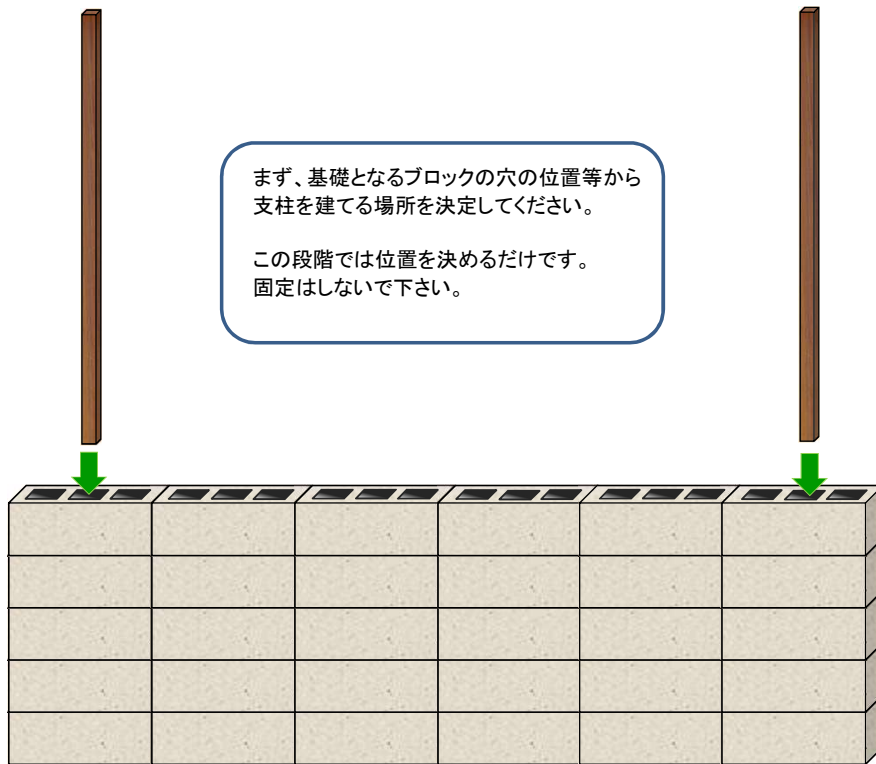 まず、基礎となるブロックの穴の位置等から
支柱を建てる場所を決定してください。
この段階では位置を決めるだけです。
固定はしないで下さい。